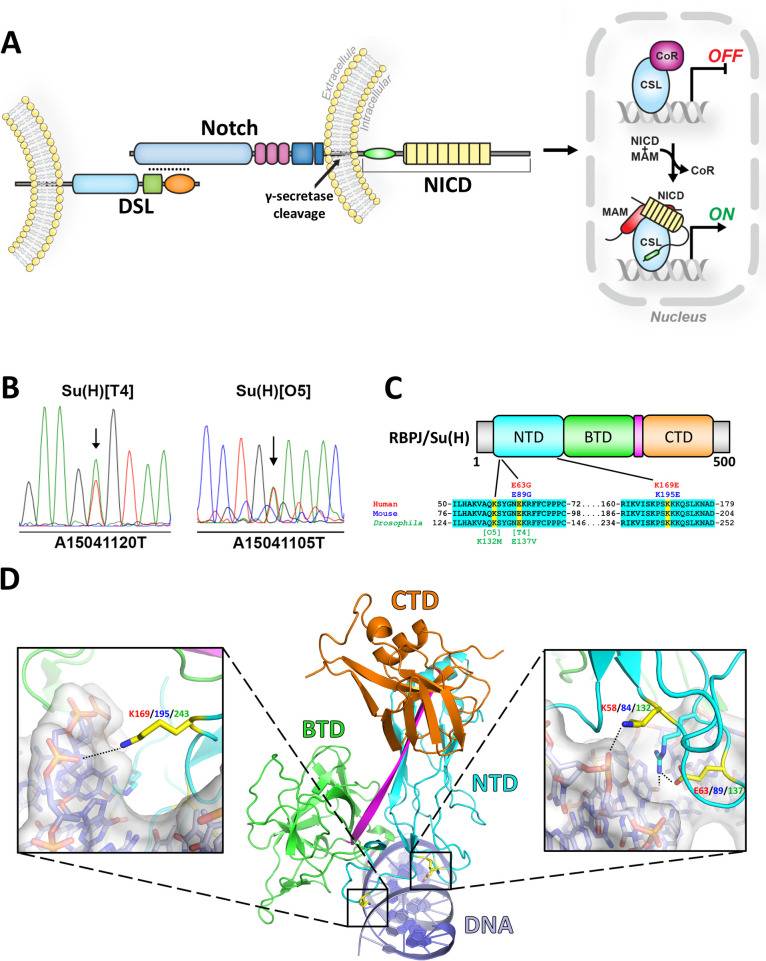 A
Notch
DSL
Extracellular
Intracellular
γ-secretase
cleavage
NICD
CoR
CSL
OFF
NICD
+
MAM
CoR
NICD
MAM
CSL
ON
Nucleus
B
Su(H)[T4]
Su(H)[O5]
A15041120T
A15041105T
C
RBPJ/Su(H)
NTD
BTD
CTD
1
500
E63G
K169E
E89G
K195E
Human 50-ILHAKVAQKSYGNEKRFFCPPPC-72....160-RIKVISKPSKKKQSLKNAD-179
Mouse 76-ILHAKVAQKSYGNEKRFFCPPPC-98....186-RIKVISKPSKKKQSLKNAD-204
Drosophila 124-ILHAKVAQKSYGNEKRFFCPPPC-146...234-RIKVISKPSKKKQSLKNAD-252
[O5] [T4]
K132M E137V
D
CTD
BTD
NTD
DNA
K169/195/243
K58/84/132
E63/89/137